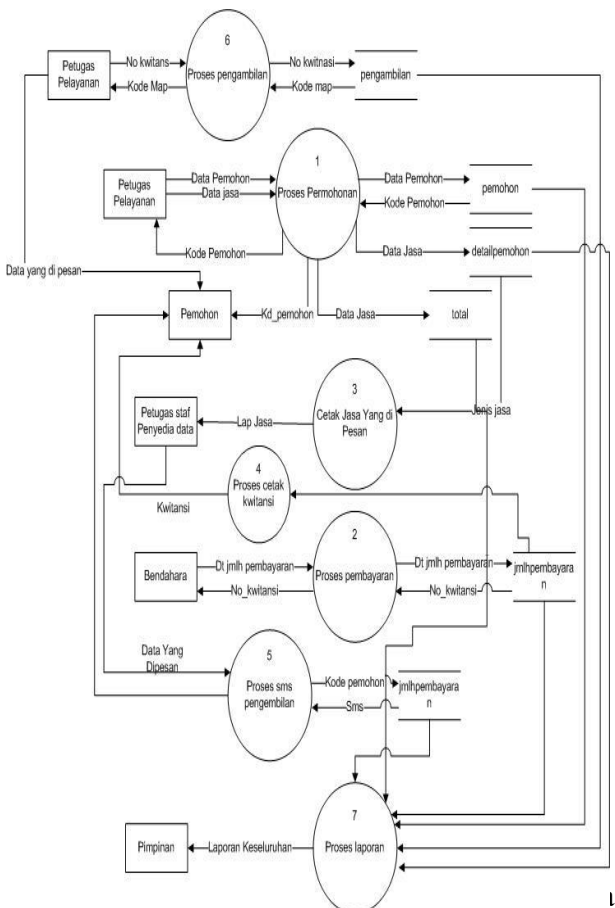 6
Proses pengambilan
Petugas
Pelayanan
No kwitans
Kode Map
No kwitnasi
Kode map
pengambilan
1
Proses Permohonan
Petugas
Pelayanan
Data Pemohon
Data jasa
Kode Pemohon
Data Pemohon
Kode Pemohon
pemohon
Data Jasa
detailpemohon
Data yang di pesan
Pemohon
Kd_pemohon
Data Jasa
total
3
Cetak Jasa Yang di
Pesan
Jenis jasa
Petugas staf
Penyedia data
Lap Jasa
4
Proses cetak
kwitansi
Kwitansi
2
Proses pembayaran
Bendahara
Dt jmlh pembayaran
No_kwitansi
Dt jmlh pembayaran
No_kwitansi
jmlhpembayara
n
Data Yang
Dipesan
5
Proses sms
pengembilan
Kode pemohon
Sms
jmlhpembayara
n
7
Proses laporan
Pimpinan
Laporan Keseluruhan